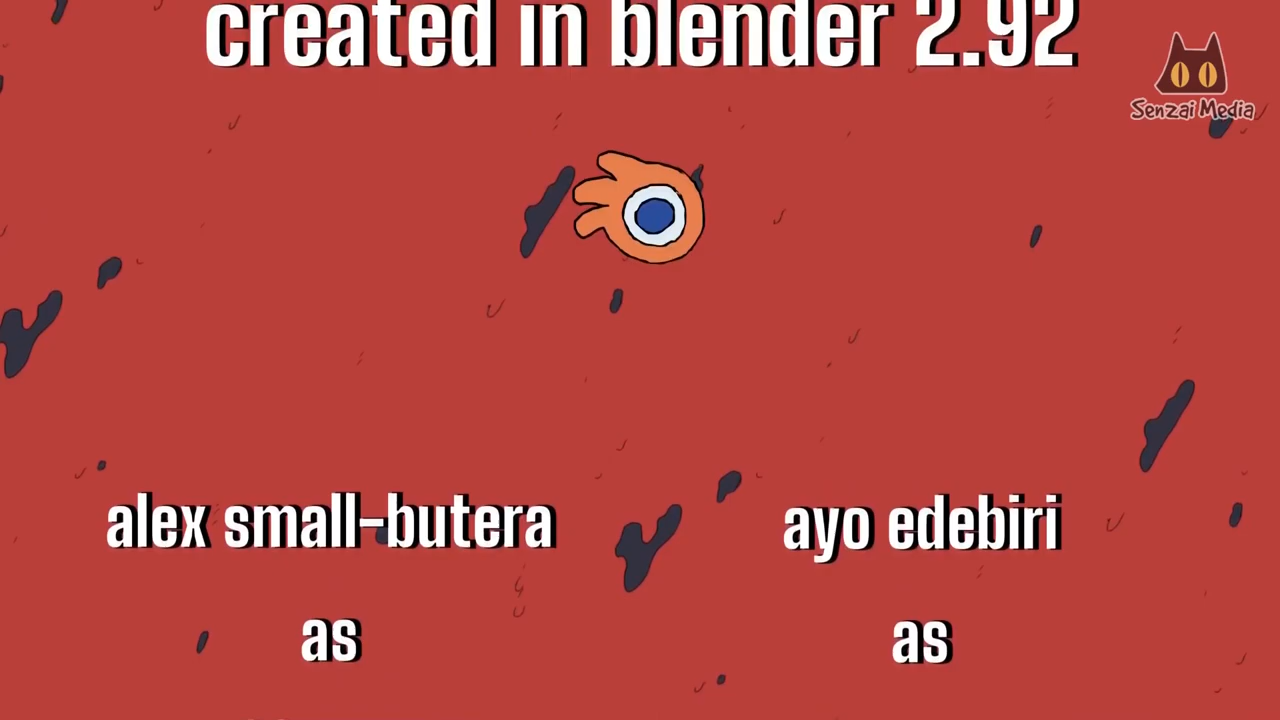 created in blender 2.92
Senzai Media
alex small-butera
ayo edebiri
as
as